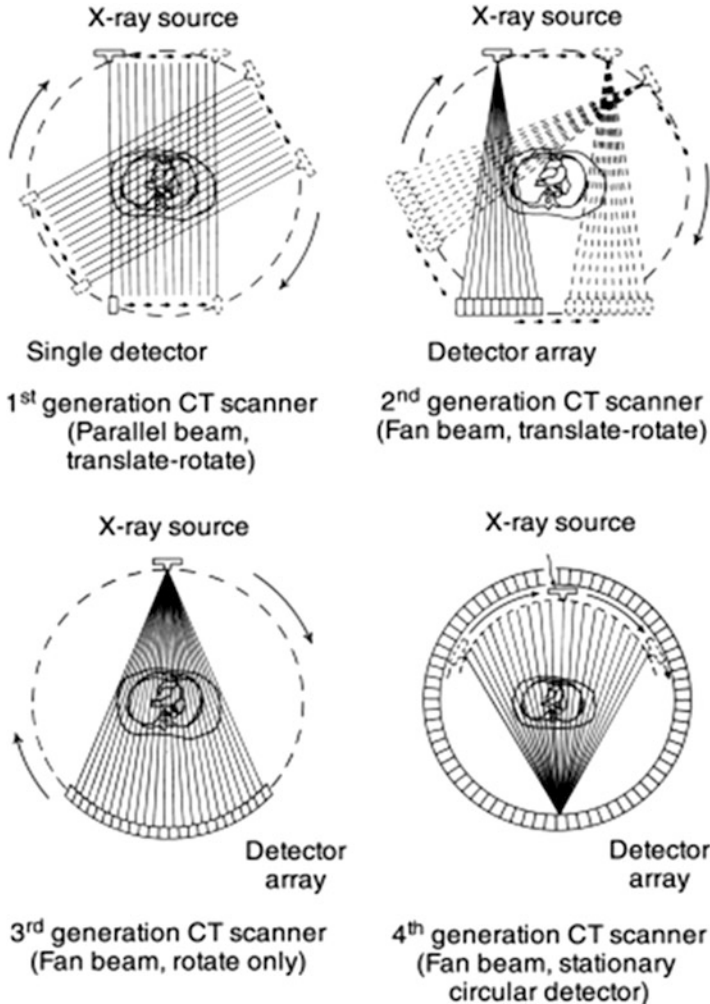 X-ray source
Single detector
1st generation CT scanner
(Parallel beam,
translate-rotate)
X-ray source
Detector array
2nd generation CT scanner
(Fan beam, translate-rotate)
X-ray source
Detector
array
3rd generation CT scanner
(Fan beam, rotate only)
X-ray source
Detector
array
4th generation CT scanner
(Fan beam, stationary
circular detector)